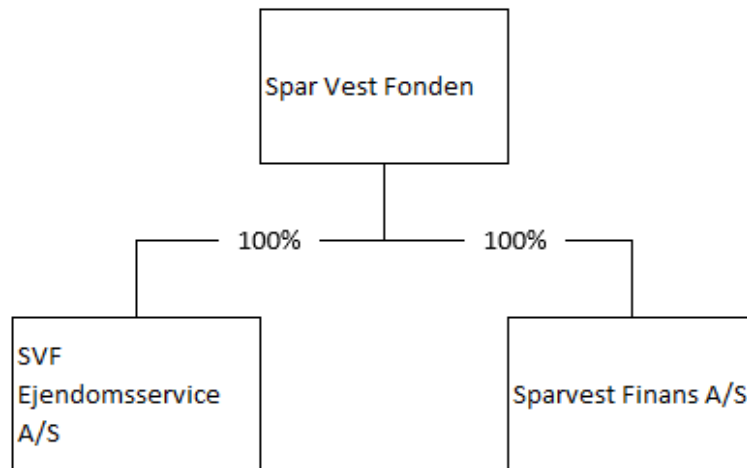 Spar Vest Fonden
100%
100%
SVF
Ejendomsservice
A/S
Sparvest Finans A/S